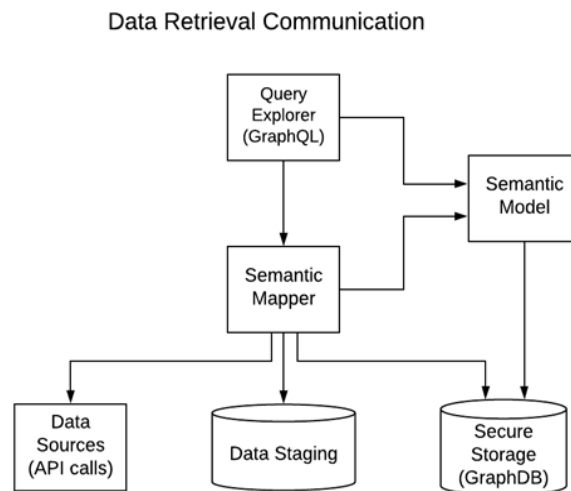 Data Retrieval Communication
Query
Explorer
(GraphQL)
Semantic
Model
Semantic
Mapper
Data
Sources
(API calls)
Data Staging
Secure
Storage
(GraphDB)